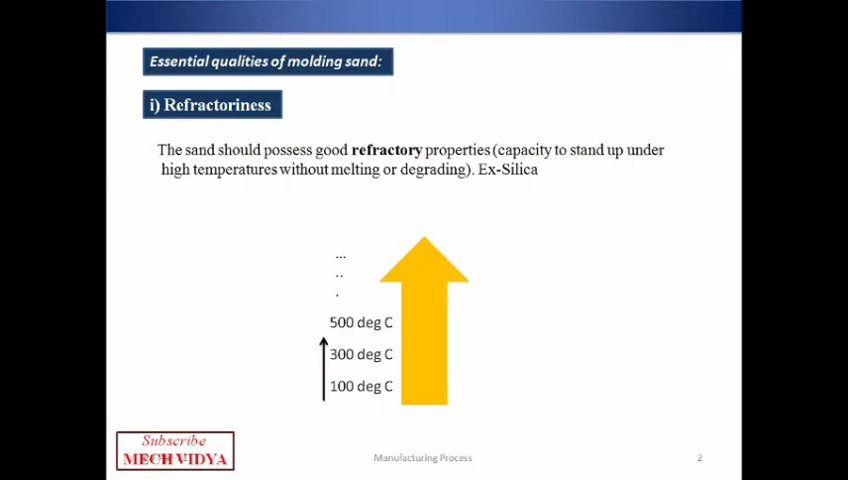 Essential qualities of molding sand:
i) Refractoriness
The sand should possess good refractory properties (capacity to stand up under
high temperatures without melting or degrading). Ex-Silica
...
..
.
500 deg C
300 deg C
100 deg C
Subscribe
MECH VIDYA
Manufacturing Process
2